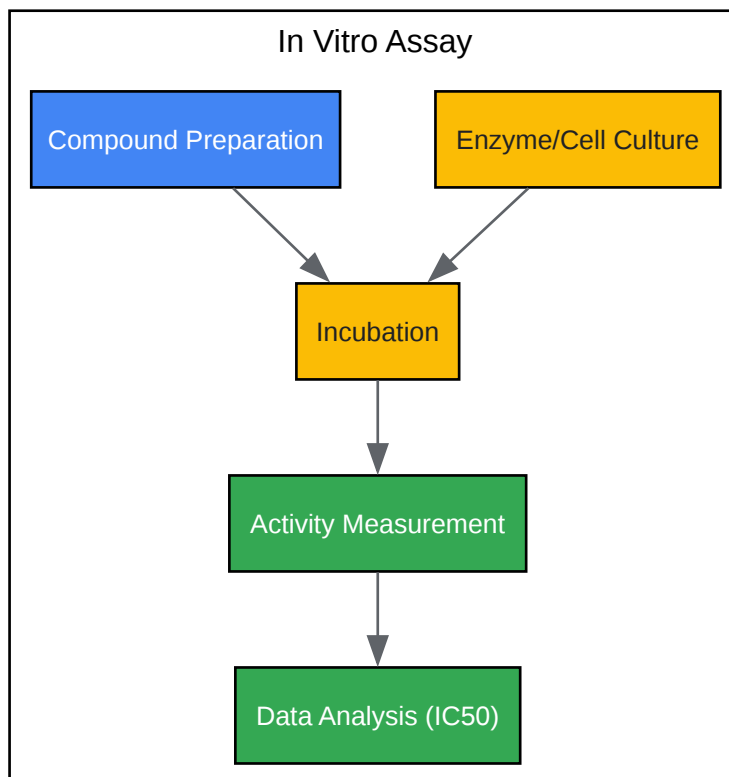 In Vitro Assay
Compound Preparation
Enzyme/Cell Culture
Incubation
Activity Measurement
Data Analysis (IC50)